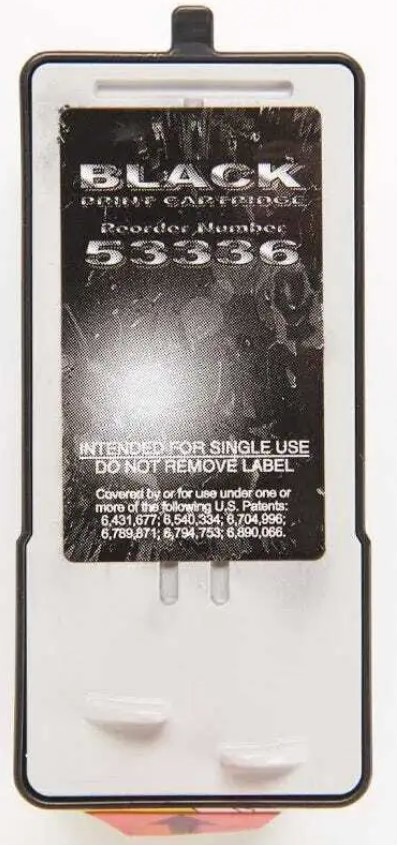 BLACK
PRINT CARTRIDGE
Reorder Number
53336
INTENDED FOR SINGLE USE
DO NOT REMOVE LABEL
Covered by or for use under one or
more of the following U.S. Patents:
6,431,677; 6,540,334; 6,704,996;
6,789,871; 6,794,753; 6,890,066.